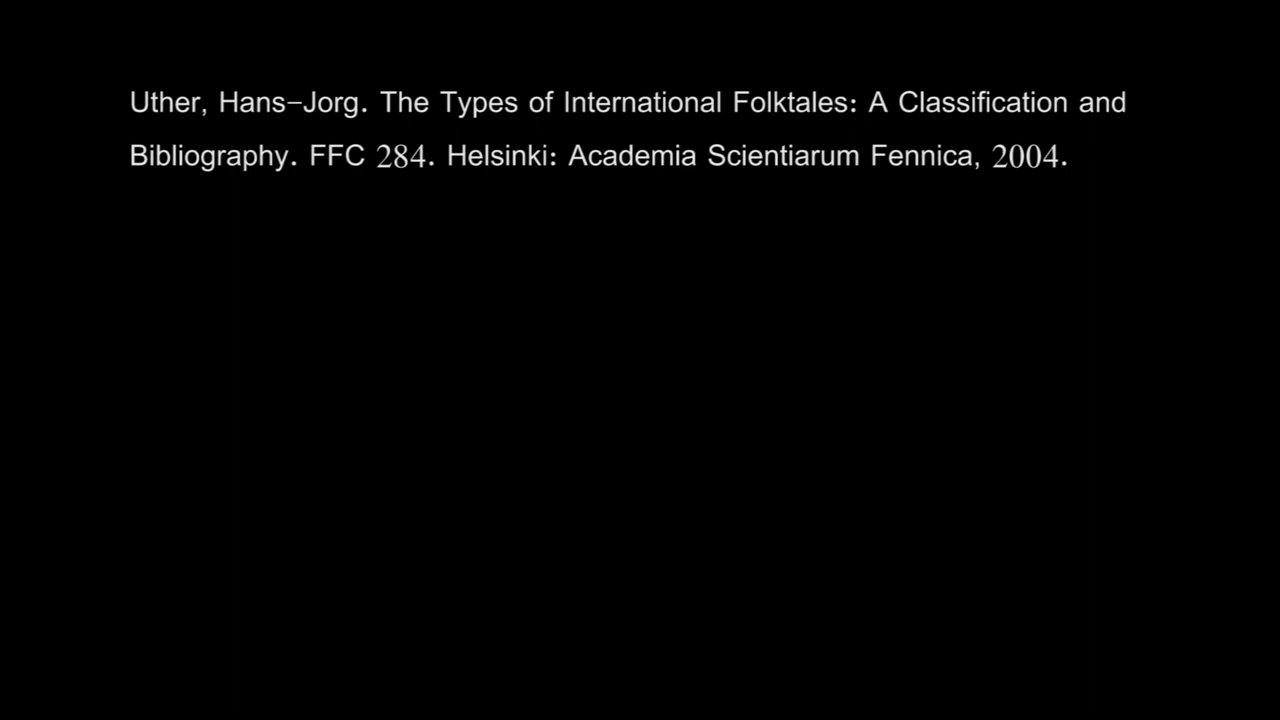 Uther, Hans-Jorg. The Types of International Folktales: A Classification and
Bibliography. FFC 284. Helsinki: Academia Scientiarum Fennica, 2004.